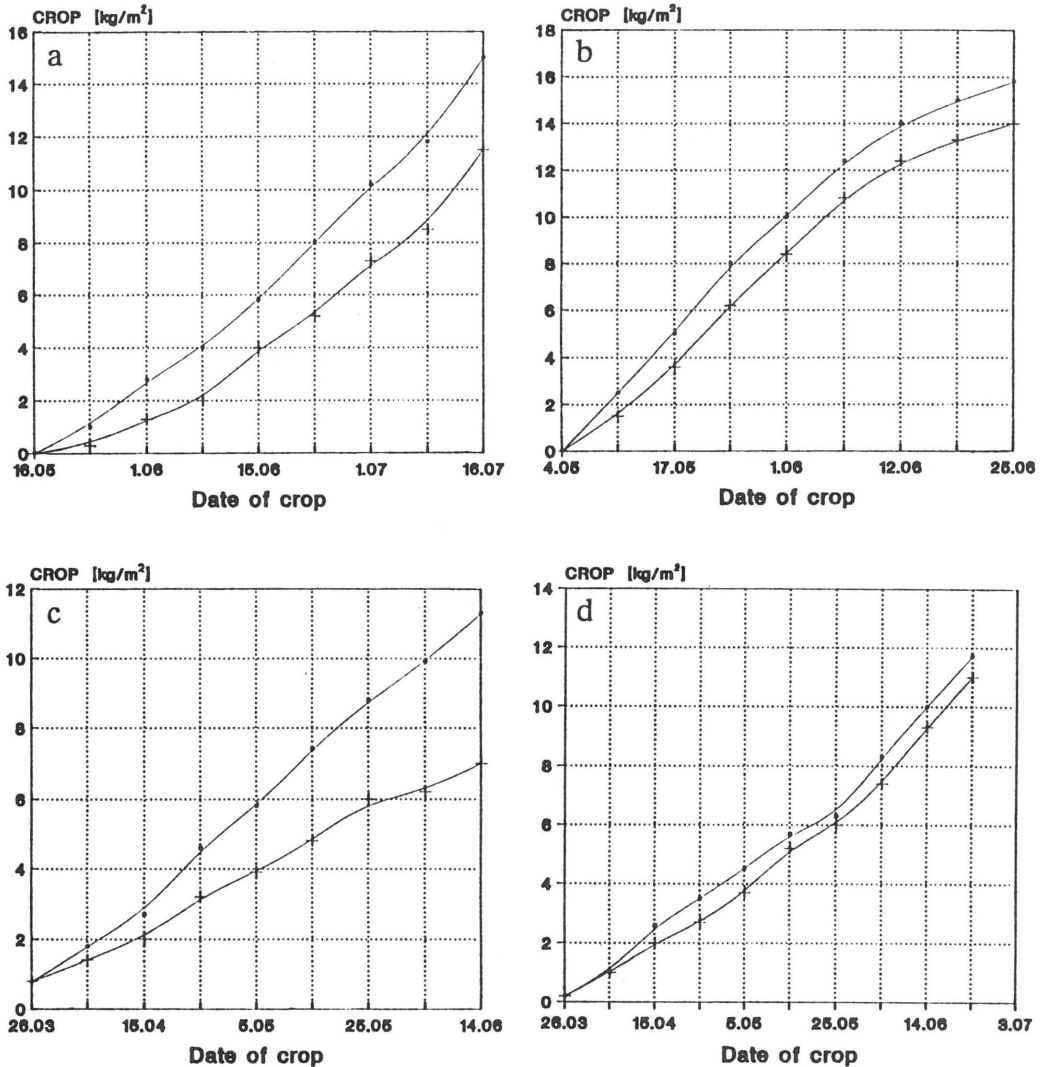 CROP [kg/m²]
16
a
14
12
10
8
6
4
2
0
16.05 1.06 15.06 1.07 16.07
Date of crop
CROP [kg/m²]
18
b
16
14
12
10
8
6
4
2
0
4.05 17.05 1.06 12.06 25.06
Date of crop
CROP [kg/m²]
12
c
10
8
6
4
2
0
26.03 15.04 5.05 25.05 14.06
Date of crop
CROP [kg/m²]
14
d
12
10
8
6
4
2
0
26.03 15.04 5.05 25.05 14.06 3.07
Date of crop